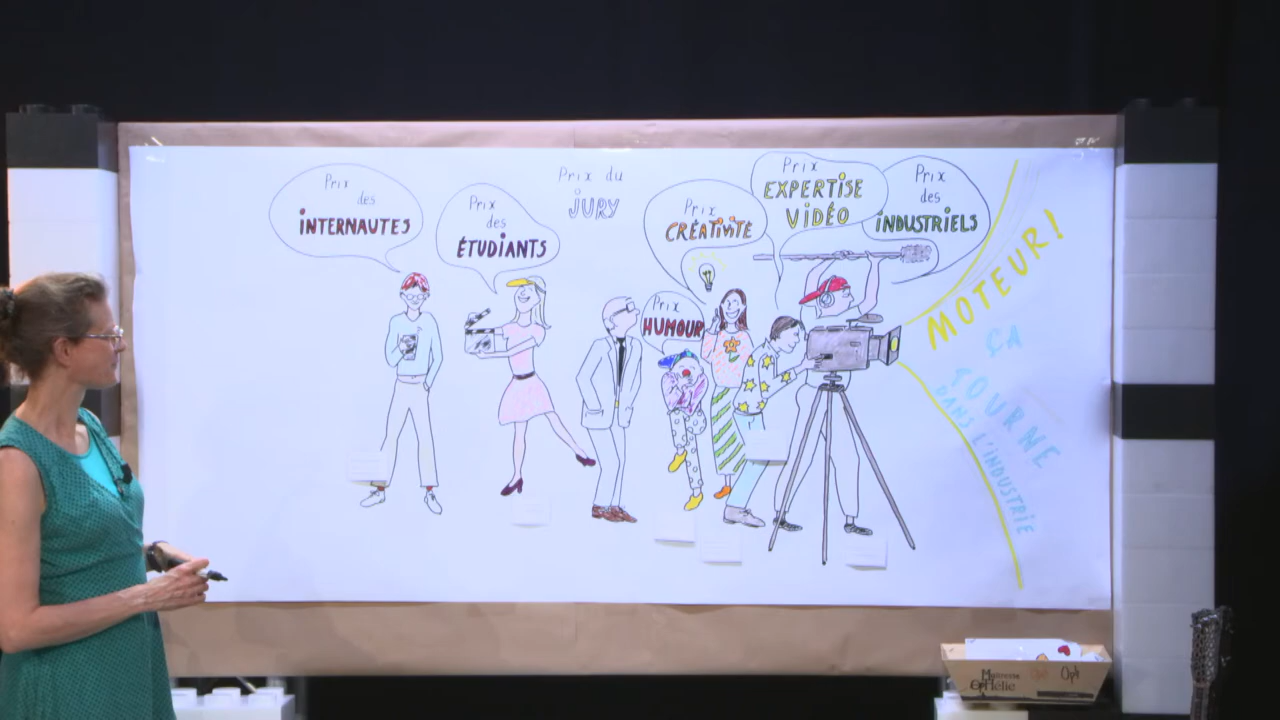 Prix
des
INTERNAUTES
Prix
des
ÉTUDIANTS
Prix du
JURY
Prix
CRÉATIVITÉ
Prix
HUMOUR
Prix
EXPERTISE
VIDÉO
Prix
des
INDUSTRIELS
MOTEUR!
ÇA
TOURNE
DANS L'INDUSTRIE